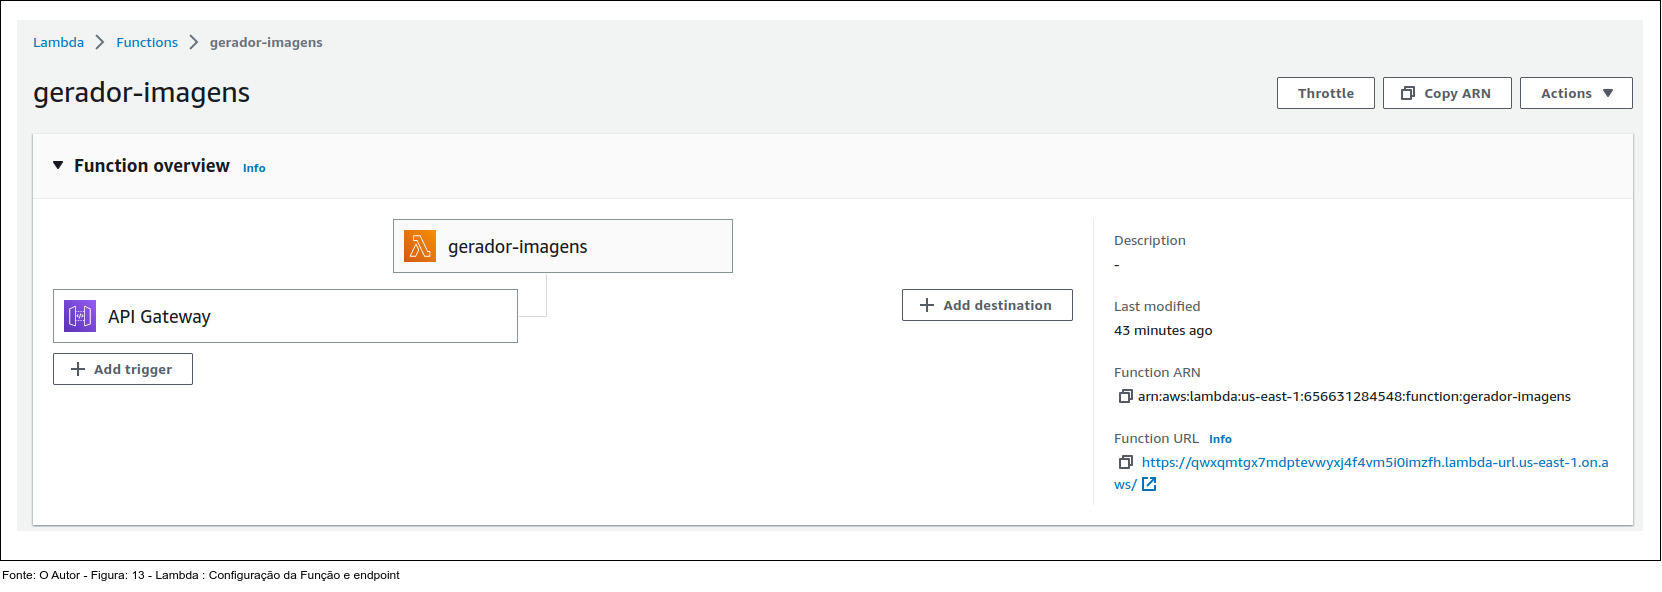 Lambda > Functions > gerador-imagens
gerador-imagens
Throttle
Copy ARN
Actions
Function overview Info
gerador-imagens
API Gateway
Add trigger
Add destination
Description
-
Last modified
43 minutes ago
Function ARN
arn:aws:lambda:us-east-1:656631284548:function:gerador-imagens
Function URL Info
https://qwxqmtgx7mdptevwyxj4f4vm5i0imzfh.lambda-url.us-east-1.on.a
ws/
Fonte: O Autor - Figura: 13 - Lambda : Configuração da Função e endpoint